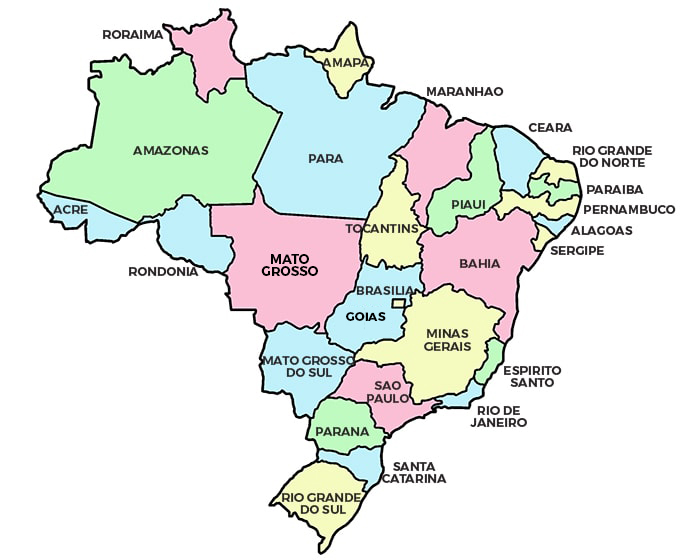 RORAIMA
AMAPA
MARANHAO
CEARA
RIO GRANDE
DO NORTE
AMAZONAS
PARA
PARAIBA
PIAUI
PERNAMBUCO
ACRE
TOCANTINS
ALAGOAS
SERGIPE
RONDONIA
MATO
GROSSO
BAHIA
BRASILIA
GOIAS
MINAS
GERAIS
MATO GROSSO
DO SUL
ESPIRITO
SANTO
SAO
PAULO
RIO DE
JANEIRO
PARANA
SANTA
CATARINA
RIO GRANDE
DO SUL